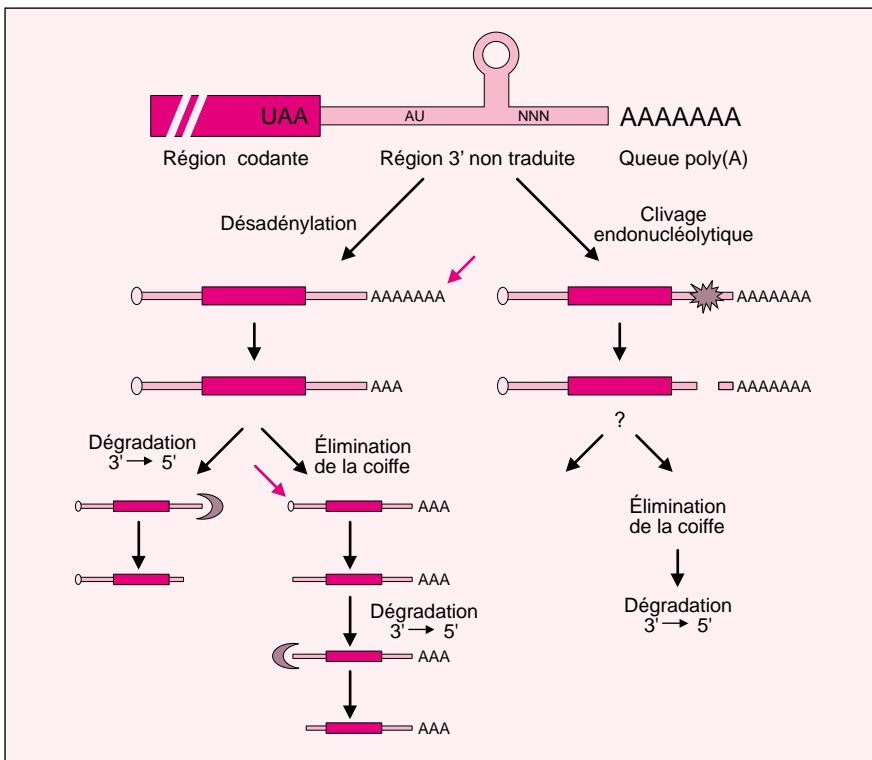 UAA
AU
NNN
AAAAAAA
Région codante
Région 3' non traduite
Queue poly(A)
Désadénylation
Clivage
endonucléolytique
AAAAAAA
AAAAAAA
AAA
AAAAAAA
?
Dégradation
3' → 5'
Élimination
de la coiffe
AAA
Élimination
de la coiffe
AAA
Dégradation
3' → 5'
Dégradation
3' → 5'
AAA
AAA